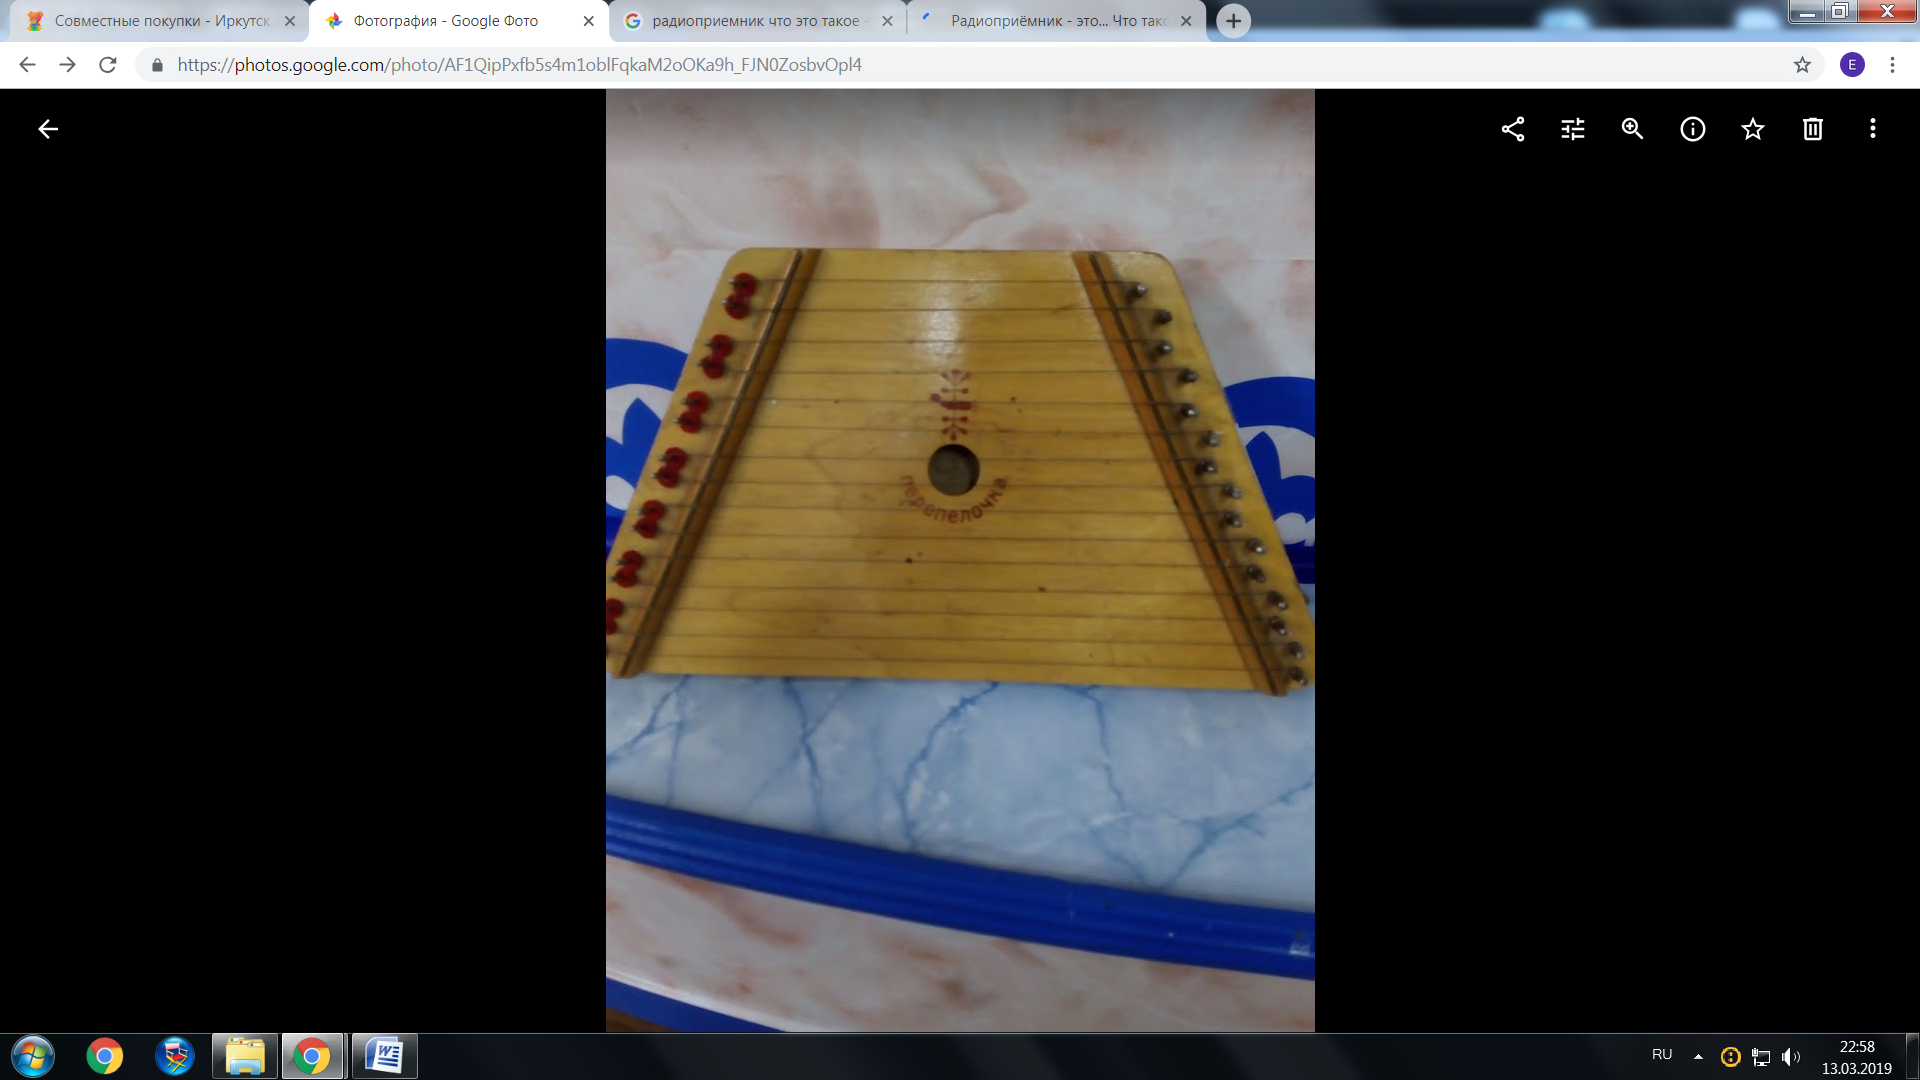 Совместные покупки - Иркутск
Фотография - Google Фото
радиоприемник что это такое -
Радиоприёмник - это... Что так
https://photos.google.com/photo/AF1QipPxfb5s4m1oblFqkaM2oOKa9h_FJN0ZosbvOpl4
E
перепелочка
RU
22:58
13.03.2019